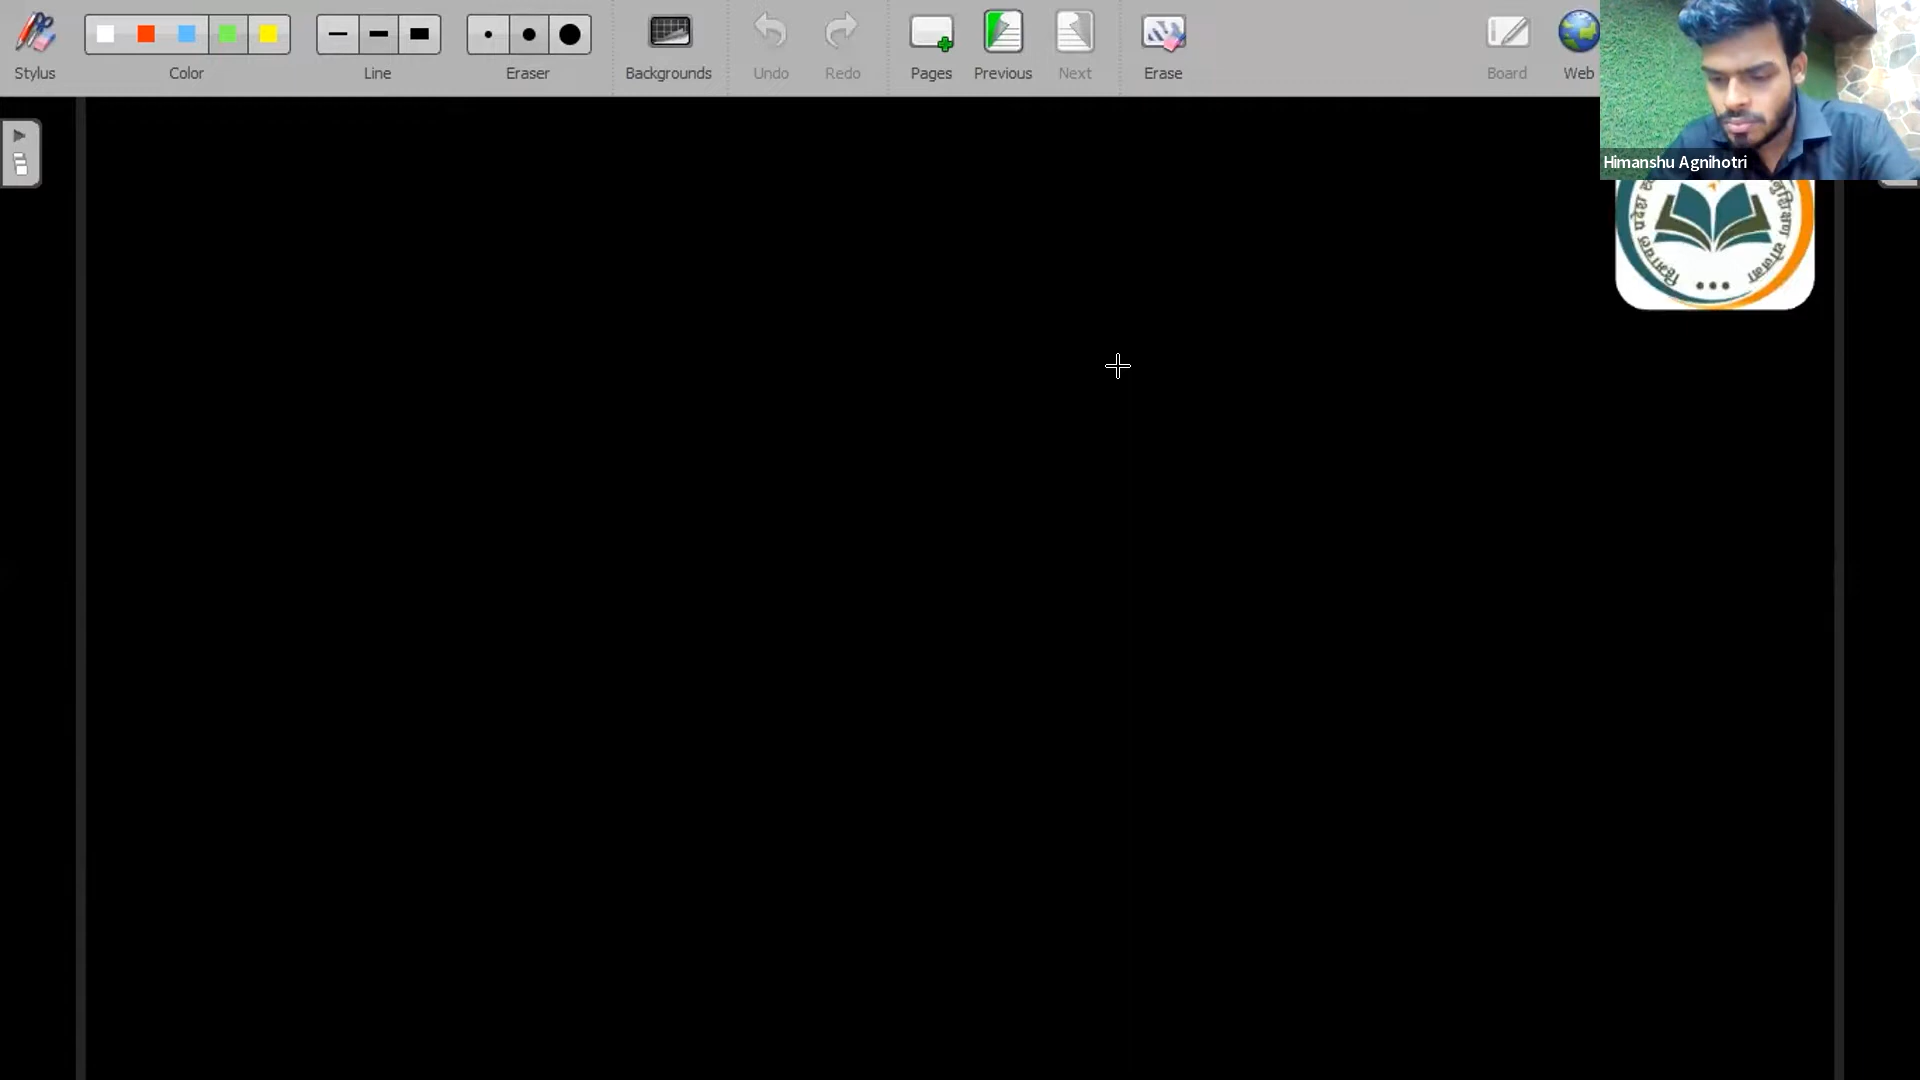 Stylus
Color
Line
Eraser
Backgrounds
Undo
Redo
Pages
Previous
Next
Erase
Board
Web
Himanshu Agnihotri